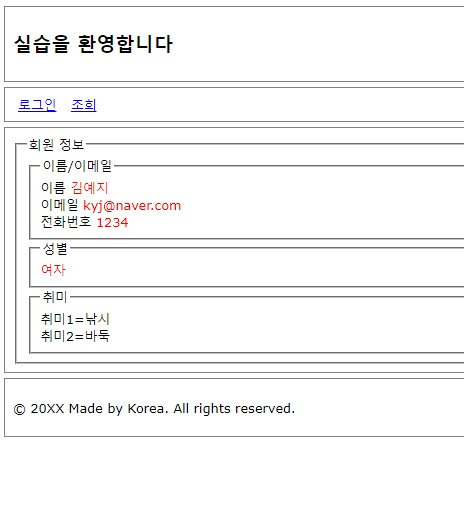 실습을 환영합니다
로그인 조회
회원 정보
이름/이메일
이름 김예지
이메일 kyj@naver.com
전화번호 1234
성별
여자
취미
취미1=낚시
취미2=바둑
© 20XX Made by Korea. All rights reserved.